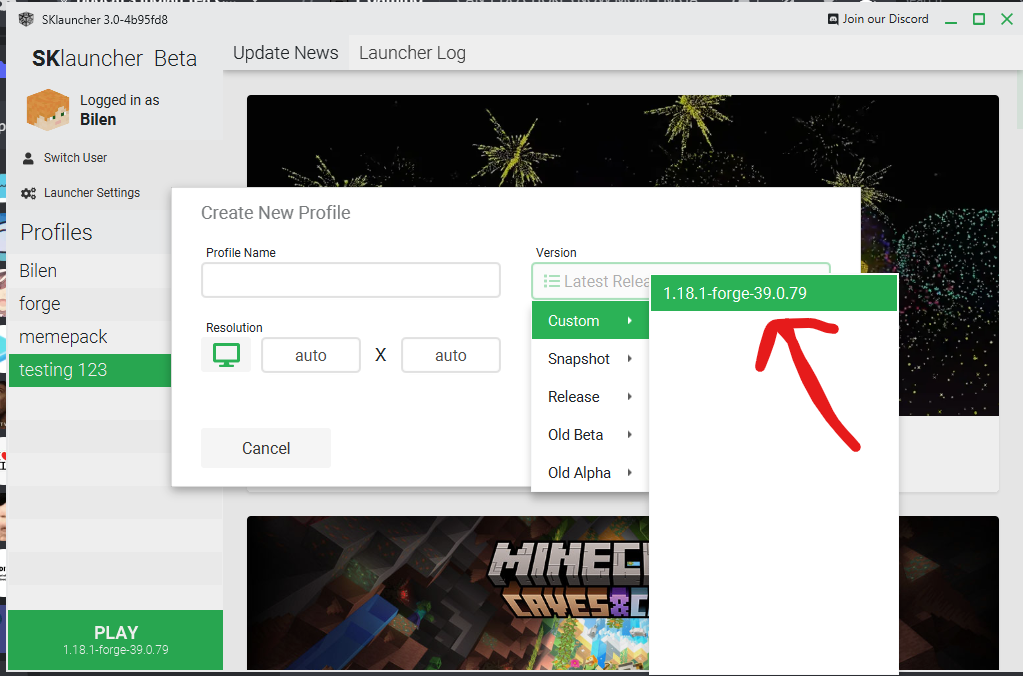 SKlauncher 3.0-4b95fd8
Join our Discord
SKlauncher Beta
Update News
Launcher Log
Logged in as
Bilen
Switch User
Launcher Settings
Profiles
Bilen
forge
memepack
testing 123
Create New Profile
Profile Name
Version
Latest Relea
1.18.1-forge-39.0.79
Custom
Resolution
auto X auto
Snapshot
Release
Old Beta
Old Alpha
Cancel
MINEC
CAVES&C
PLAY
1.18.1-forge-39.0.79